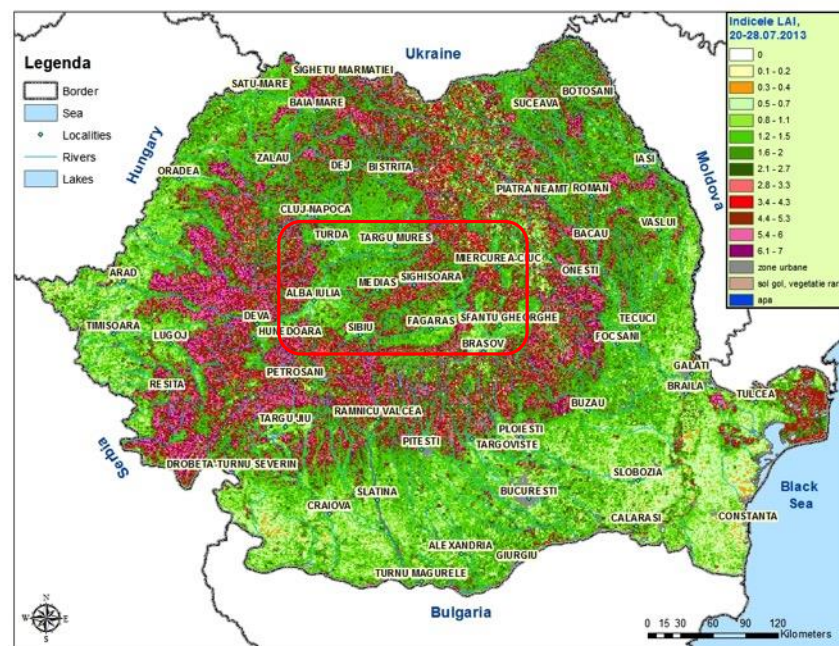 Ukraine
Legenda
Border
Sea
Localities
Rivers
Lakes
Indicele LAI,
20-28.07.2013
0
0.1 - 0.2
0.3 - 0.4
0.5 - 0.7
0.8 - 1.1
1.2 - 1.5
1.6 - 2
2.1 - 2.7
2.8 - 3.3
3.4 - 4.3
4.4 - 5.3
5.4 - 6
6.1 - 7
zone urbane
sol gol, vegetatie rar
apa
Hungary
Moldova
Serbia
Black
Sea
Bulgaria
SIGHETU MARMATIEI
SATU-MARE
BAIA MARE
BOTOSANI
SUCEAVA
ORADEA
ZALAU
DEJ
BISTRITA
IASI
PIATRA NEAMT
ROMAN
CLUJ-NAPOCA
VASLUI
TURDA
TARGU MURES
BACAU
MIERCUREA-CIUC
ARAD
MEDIAS
SIGHISOARA
ONESTI
ALBA IULIA
TIMISOARA
LUGOJ
DEVA
HUNEDOARA
SIBIU
FAGARAS
SFANTU GHEORGHE
TECUCI
FOCSANI
BRASOV
GALATI
RESITA
PETROSANI
BRAILA
TULCEA
TARGU JIU
RAMNICU VALCEA
BUZAU
PITESTI
PLOIESTI
TARGOVISTE
DROBETA-TURNU SEVERIN
SLOBOZIA
SLATINA
BUCURESTI
CRAIOVA
CALARASI
CONSTANTA
ALEXANDRIA
GIURGIU
TURNU MAGURELE
N
W E
S
0 15 30 60 90 120
Kilometers